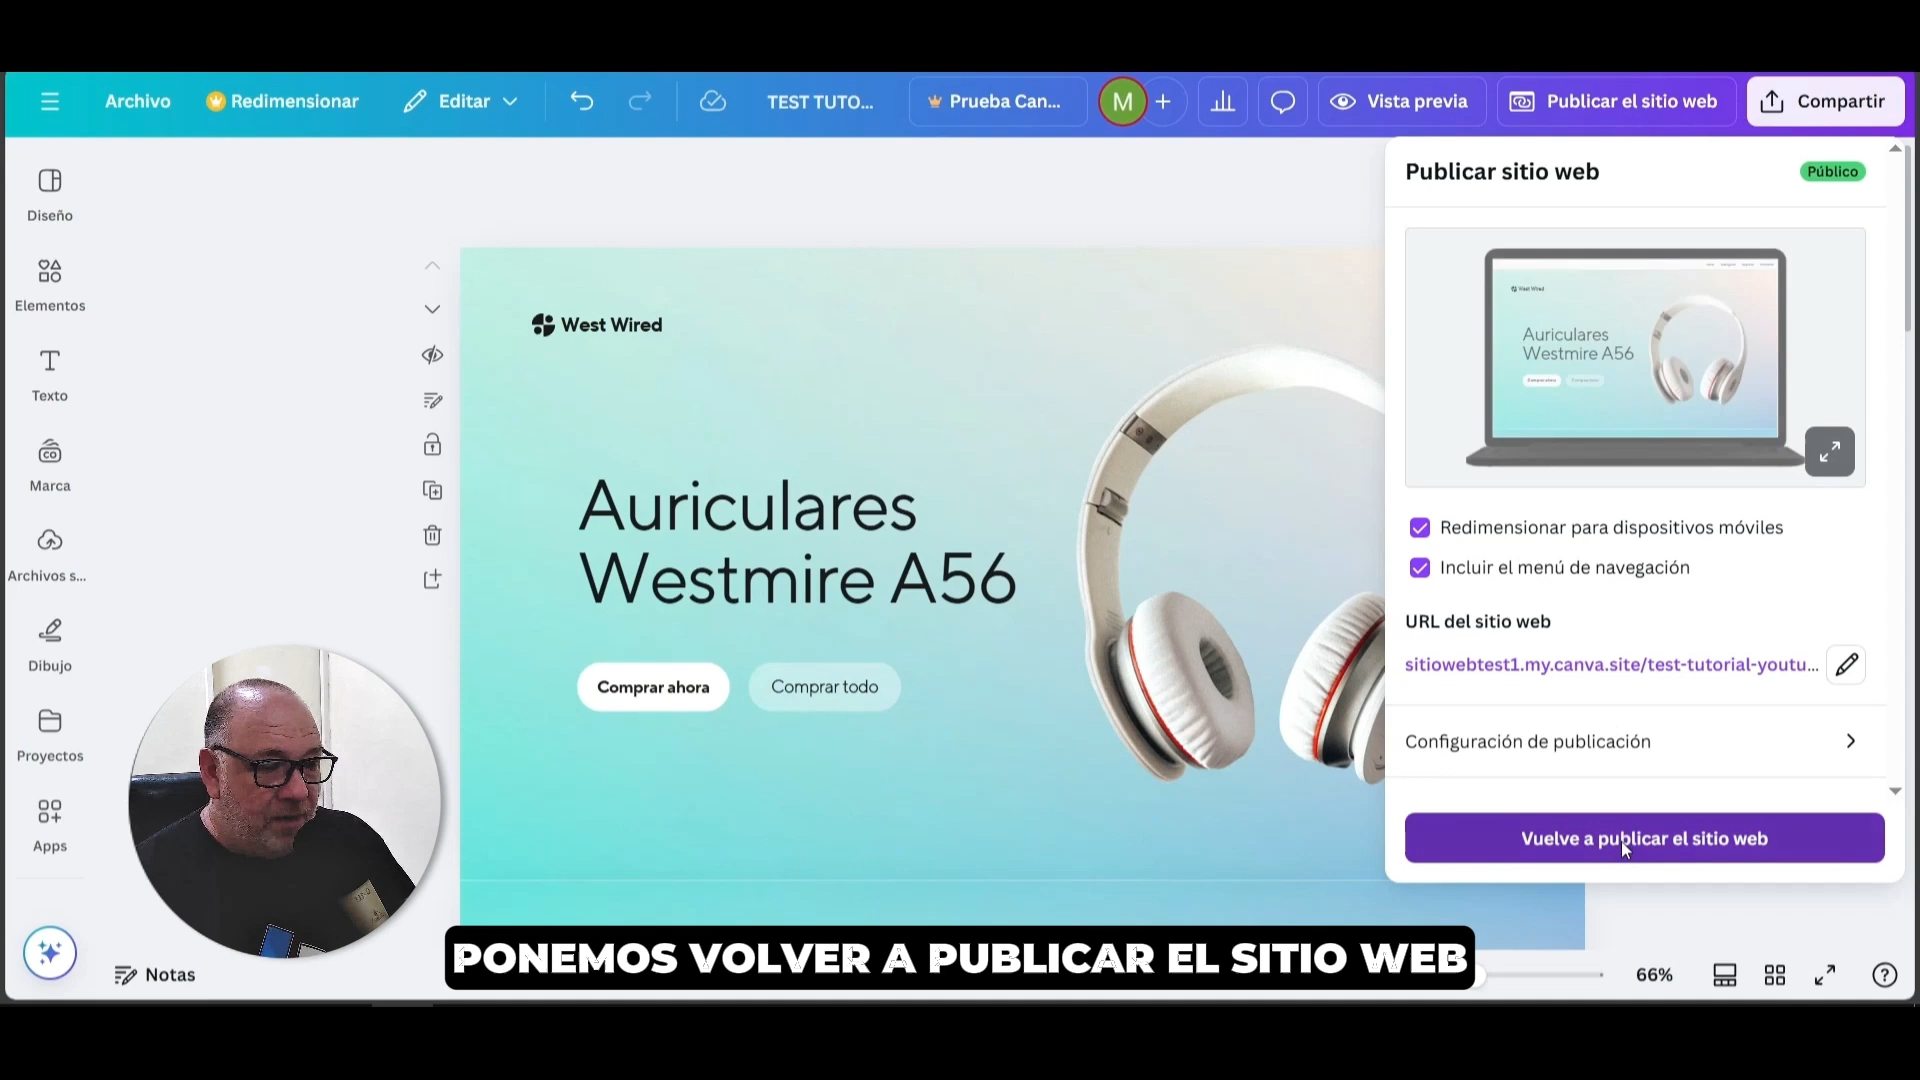 Archivo
Redimensionar
Editar
TEST TUTO...
Prueba Can...
M
Vista previa
Publicar el sitio web
Compartir
Diseño
Elementos
Texto
Marca
Archivos s...
Dibujo
Proyectos
Apps
West Wired
Auriculares
Westmire A56
Comprar ahora
Comprar todo
Publicar sitio web
Público
West Wired
Auriculares
Westmire A56
Redimensionar para dispositivos móviles
Incluir el menú de navegación
URL del sitio web
sitiowebtest1.my.canva.site/test-tutorial-youtu...
Configuración de publicación
Vuelve a publicar el sitio web
PONEMOS VOLVER A PUBLICAR EL SITIO WEB
Notas
66%